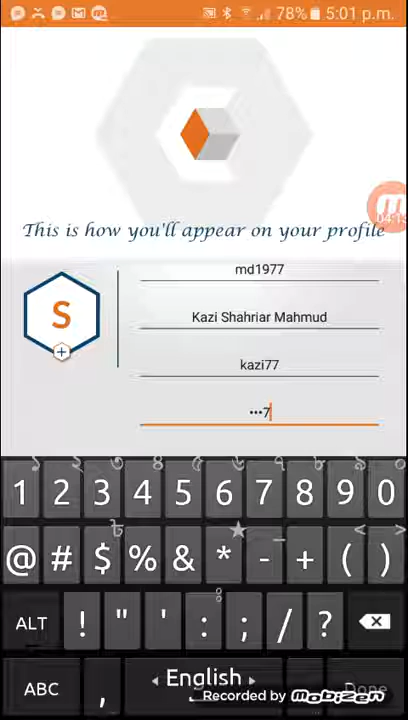 78% 5:01 p.m.
This is how you'll appear on your profile
md1977
Kazi Shahriar Mahmud
S
kazi77
•••7
1 2 3 4 5 6 7 8 9 0
@ # $ % & * - + ( )
ALT ! " ' : ; / ?
ABC , English Done
Recorded by mobizen